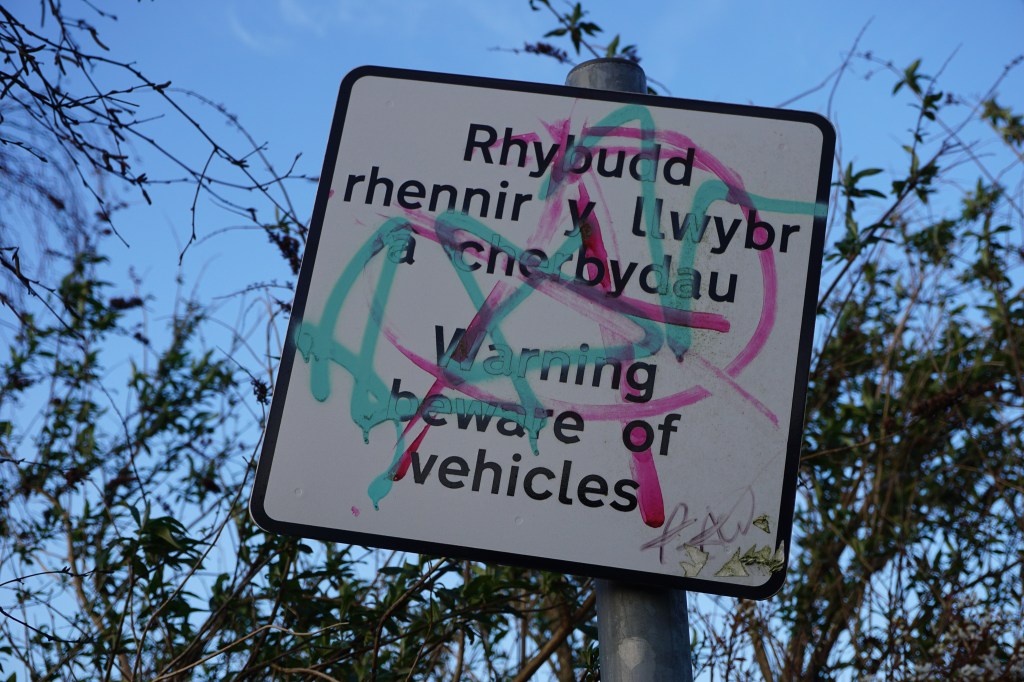 Rhybudd
rhennir y llwybr
a cherbydau
Warning
beware of
vehicles